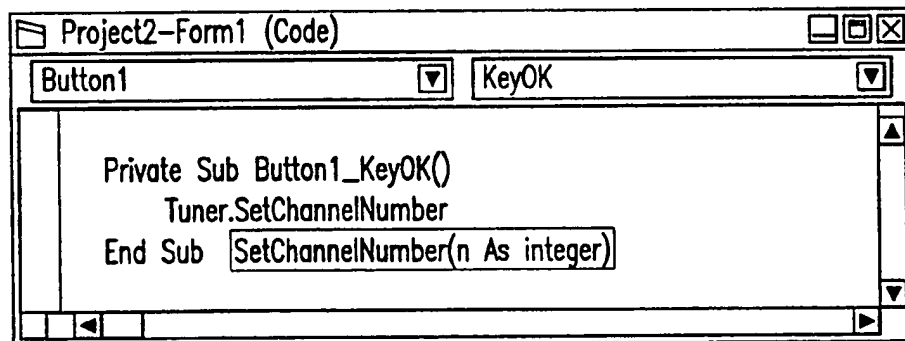 Project2-Form1 (Code)
Button1 KeyOK
Private Sub Button1_KeyOK()
Tuner.SetChannelNumber
End Sub SetChannelNumber(n As integer)